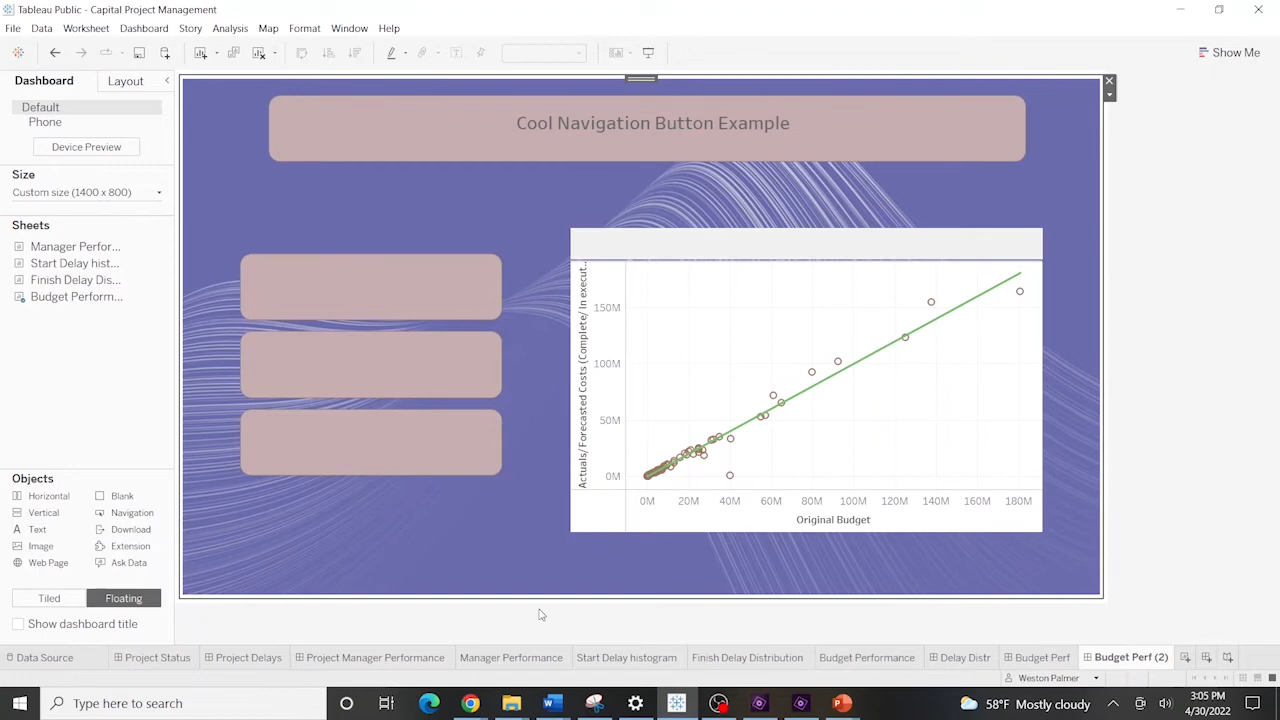 Tableau Public - Capital Project Management
File Data Worksheet Dashboard Story Analysis Map Format Window Help
Show Me
Dashboard Layout
Default
Phone
Device Preview
Size
Custom size (1400 x 800)
Sheets
Manager Perfor...
Start Delay hist...
Finish Delay Dis...
Budget Perform...
Objects
Horizontal Blank
Vertical Navigation
Text Download
Image Extension
Web Page Ask Data
Tiled Floating
Show dashboard title
Cool Navigation Button Example
Actuals/ Forecasted Costs (Complete/ In execut..
150M
100M
50M
0M
0M 20M 40M 60M 80M 100M 120M 140M 160M 180M
Original Budget
Data Source Project Status Project Delays Project Manager Performance Manager Performance Start Delay histogram Finish Delay Distribution Budget Performance Delay Distr Budget Perf Budget Perf (2)
Weston Palmer
Type here to search
58°F Mostly cloudy
3:05 PM
4/30/2022